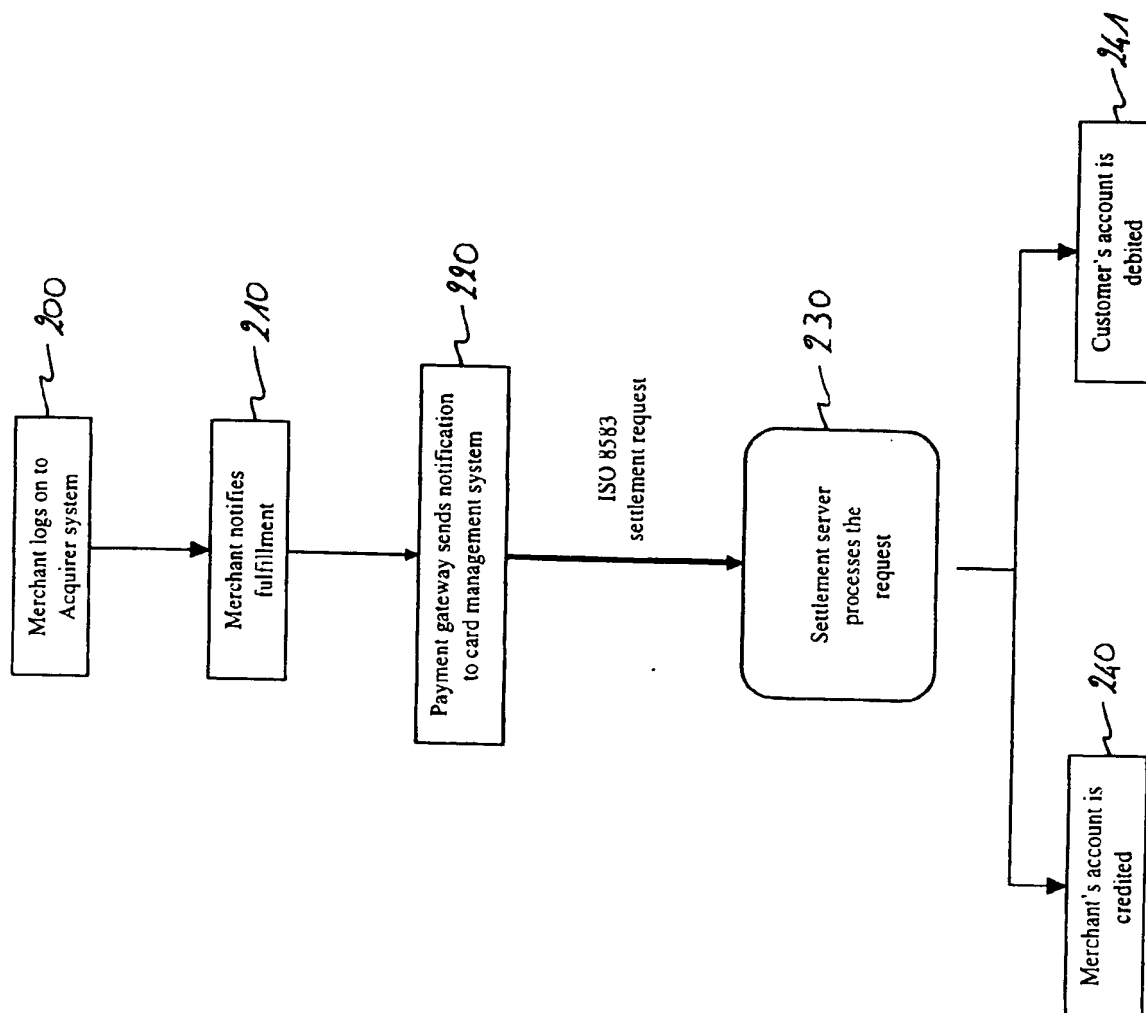 Merchant logs on to
Acquirer system
200
Merchant notifies
fulfillment
210
Payment gateway sends notification
to card management system
220
ISO 8583
settlement request
Settlement server
processes the
request
230
Merchant's account is
credited
240
Customer's account is
debited
241